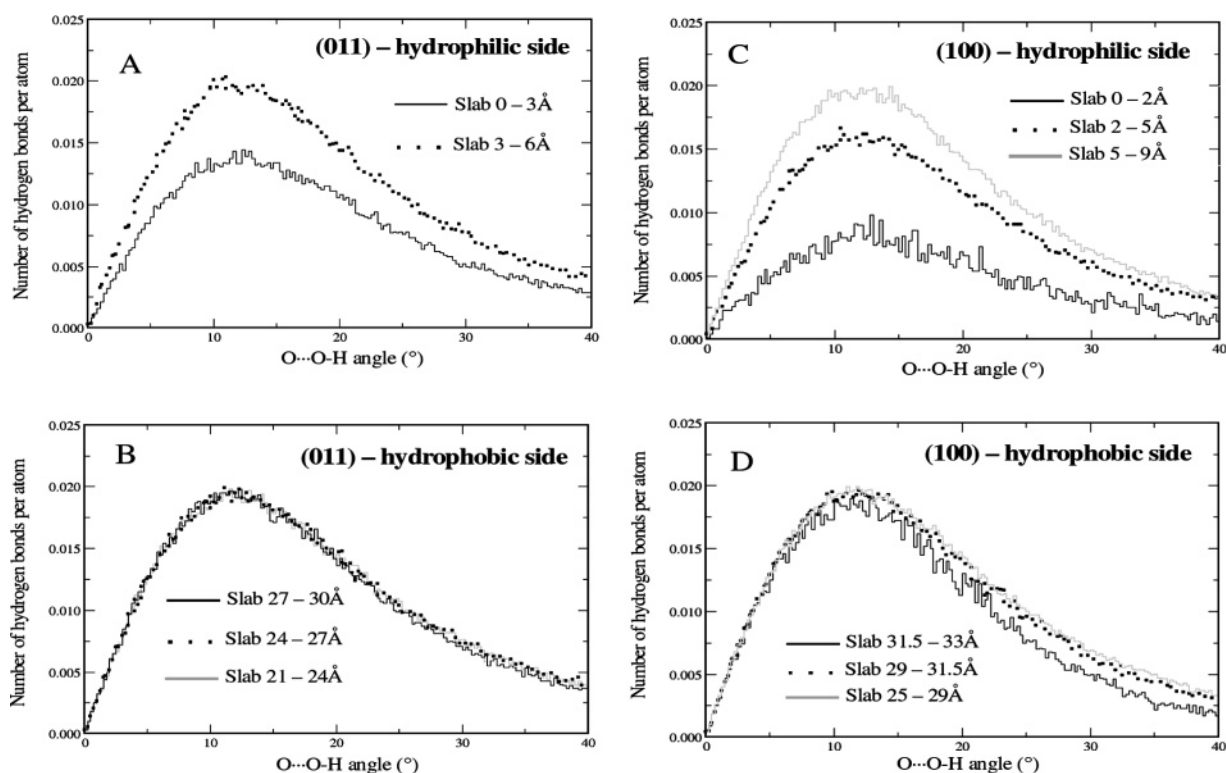 A
(011) – hydrophilic side
Slab 0 – 3Å
Slab 3 – 6Å
Number of hydrogen bonds per atom
0.025
0.020
0.015
0.010
0.005
0.000
0 10 20 30 40
O···O-H angle (°)
C
(100) – hydrophilic side
Slab 0 – 2Å
Slab 2 – 5Å
Slab 5 – 9Å
Number of hydrogen bonds per atom
0.025
0.020
0.015
0.010
0.005
0.000
0 10 20 30 40
O···O-H angle (°)
B
(011) – hydrophobic side
Slab 27 – 30Å
Slab 24 – 27Å
Slab 21 – 24Å
Number of hydrogen bonds per atom
0.025
0.020
0.015
0.010
0.005
0.000
0 10 20 30 40
O···O-H angle (°)
D
(100) – hydrophobic side
Slab 31.5 – 33Å
Slab 29 – 31.5Å
Slab 25 – 29Å
Number of hydrogen bonds per atom
0.025
0.020
0.015
0.010
0.005
0.000
0 10 20 30 40
O···O-H angle (°)